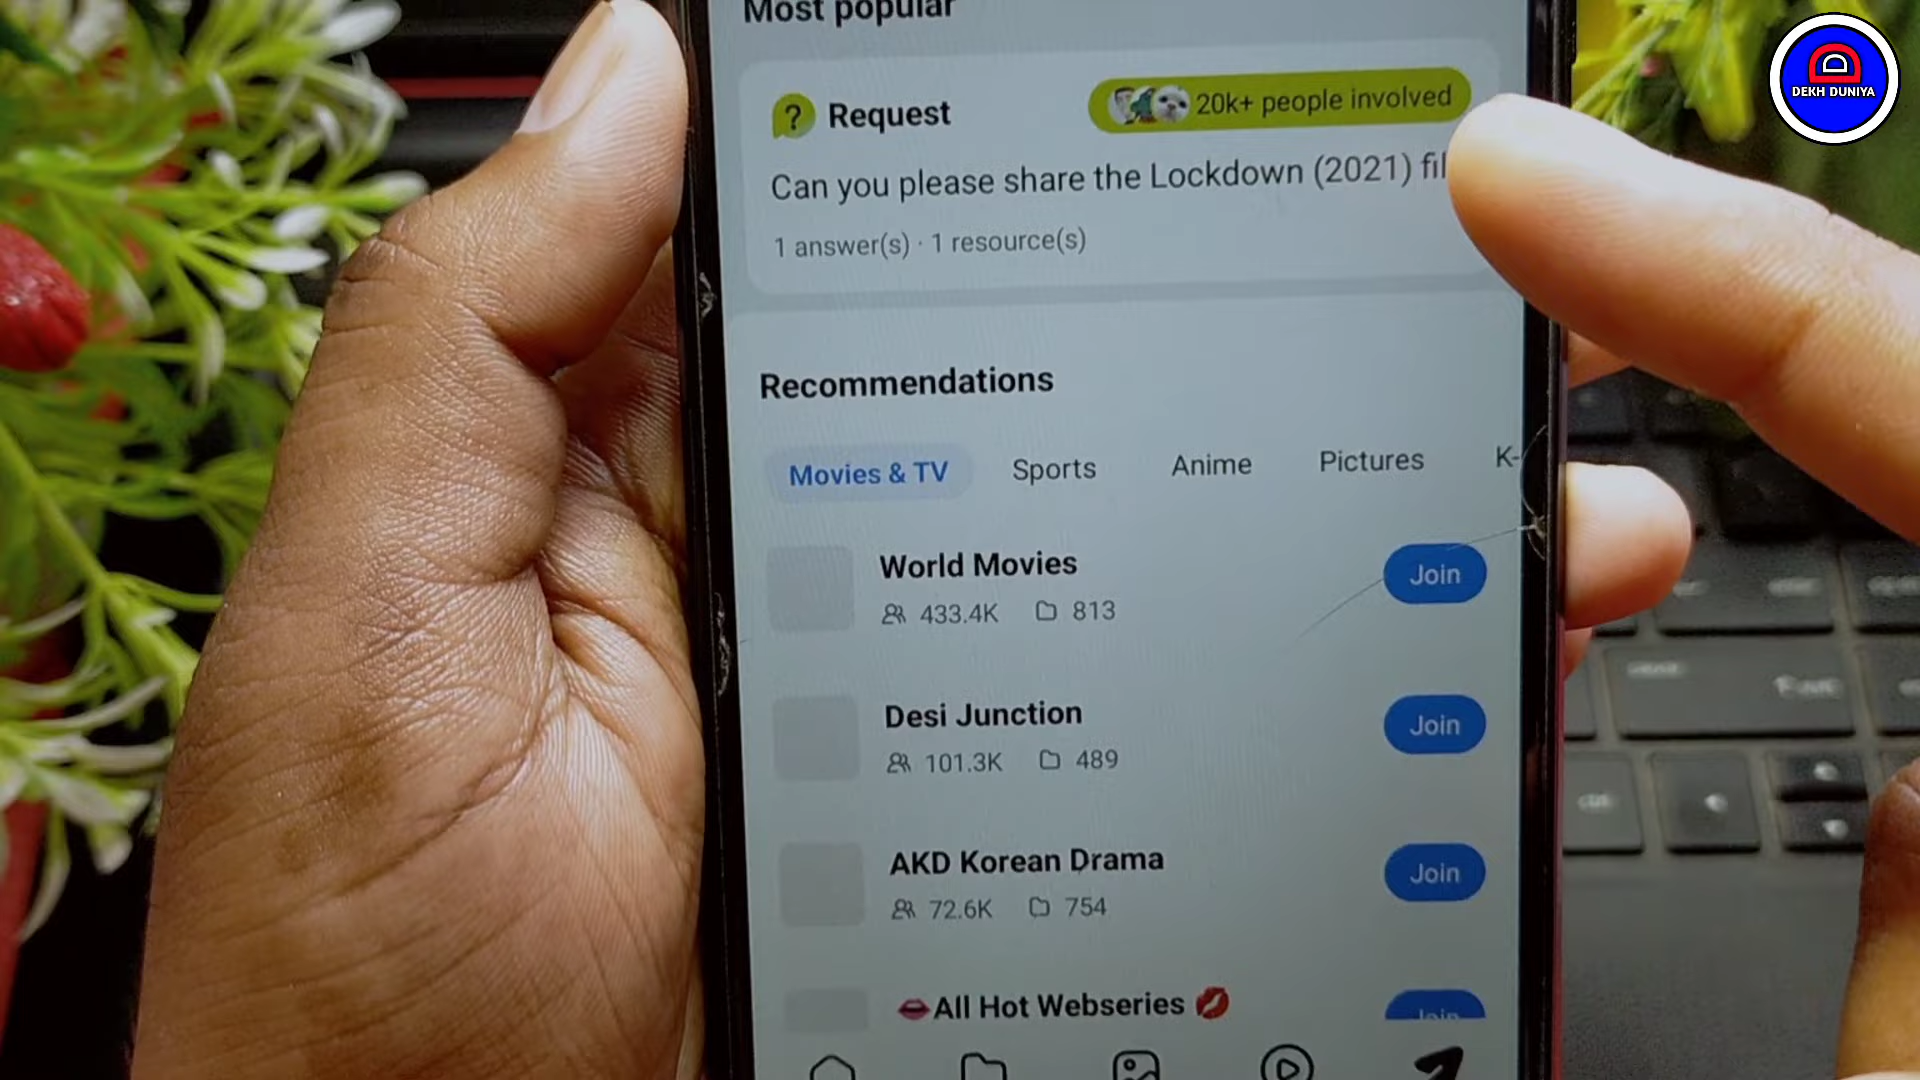 Most popular
DEKH DUNIYA
? Request
20k+ people involved
Can you please share the Lockdown (2021) fil
1 answer(s) · 1 resource(s)
Recommendations
Movies & TV Sports Anime Pictures K-
World Movies
433.4K 813
Join
Desi Junction
101.3K 489
Join
AKD Korean Drama
72.6K 754
Join
👄All Hot Webseries 💋
Join